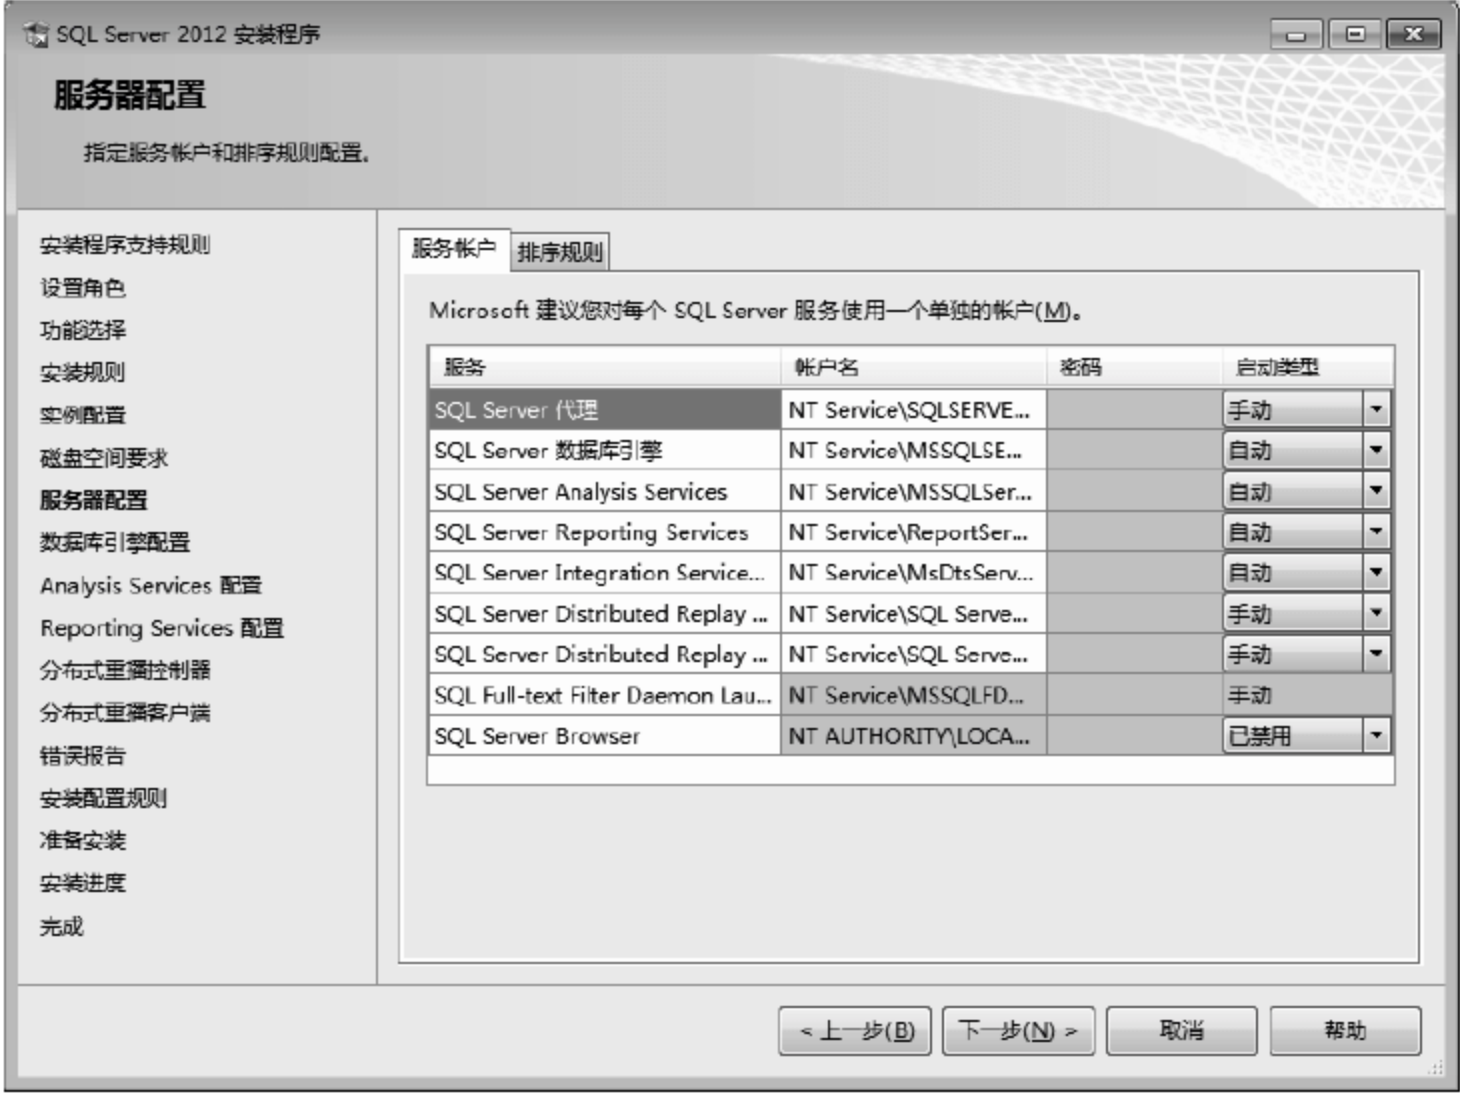 SQL Server 2012 安装程序
服务器配置
指定服务帐户和排序规则配置。
安装程序支持规则
设置角色
功能选择
安装规则
实例配置
磁盘空间要求
服务器配置
数据库引擎配置
Analysis Services 配置
Reporting Services 配置
分布式重播控制器
分布式重播客户端
错误报告
安装配置规则
准备安装
安装进度
完成
服务帐户 排序规则
Microsoft 建议您对每个 SQL Server 服务使用一个单独的帐户(M)。
服务 帐户名 密码 启动类型
SQL Server 代理 NT Service\SQLSERVE... 手动
SQL Server 数据库引擎 NT Service\MSSQLSE... 自动
SQL Server Analysis Services NT Service\MSSQLSer... 自动
SQL Server Reporting Services NT Service\ReportSer... 自动
SQL Server Integration Service... NT Service\MsDtsServ... 自动
SQL Server Distributed Replay ... NT Service\SQL Serve... 手动
SQL Server Distributed Replay ... NT Service\SQL Serve... 手动
SQL Full-text Filter Daemon Lau... NT Service\MSSQLFD... 手动
SQL Server Browser NT AUTHORITY\LOCA... 已禁用
< 上一步(B) 下一步(N) > 取消 帮助